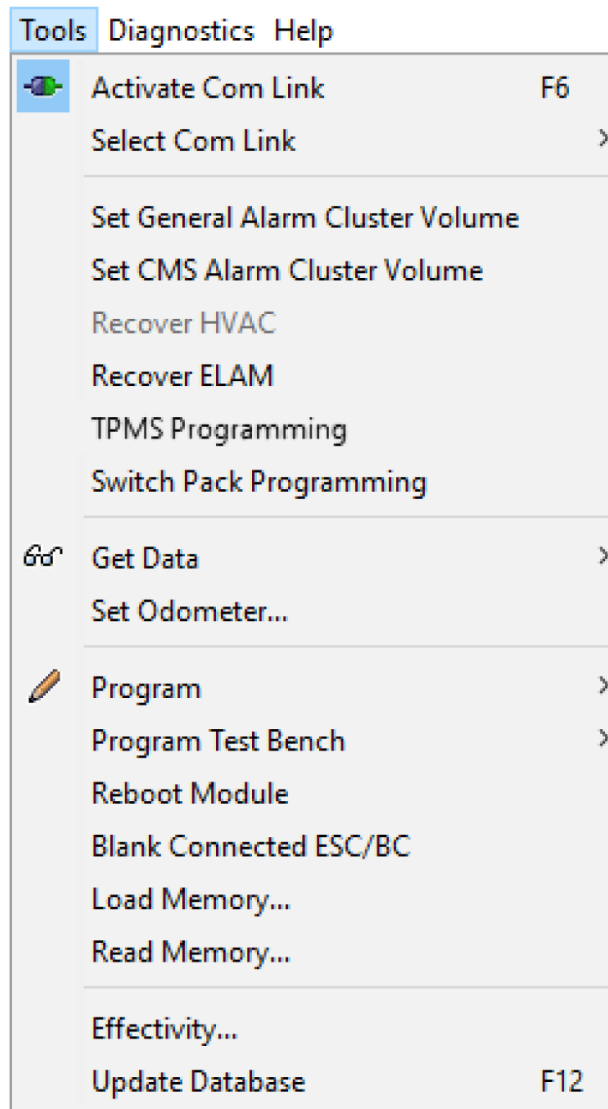 Tools Diagnostics Help
Activate Com Link F6
Select Com Link
Set General Alarm Cluster Volume
Set CMS Alarm Cluster Volume
Recover HVAC
Recover ELAM
TPMS Programming
Switch Pack Programming
Get Data
Set Odometer...
Program
Program Test Bench
Reboot Module
Blank Connected ESC/BC
Load Memory...
Read Memory...
Effectivity...
Update Database F12